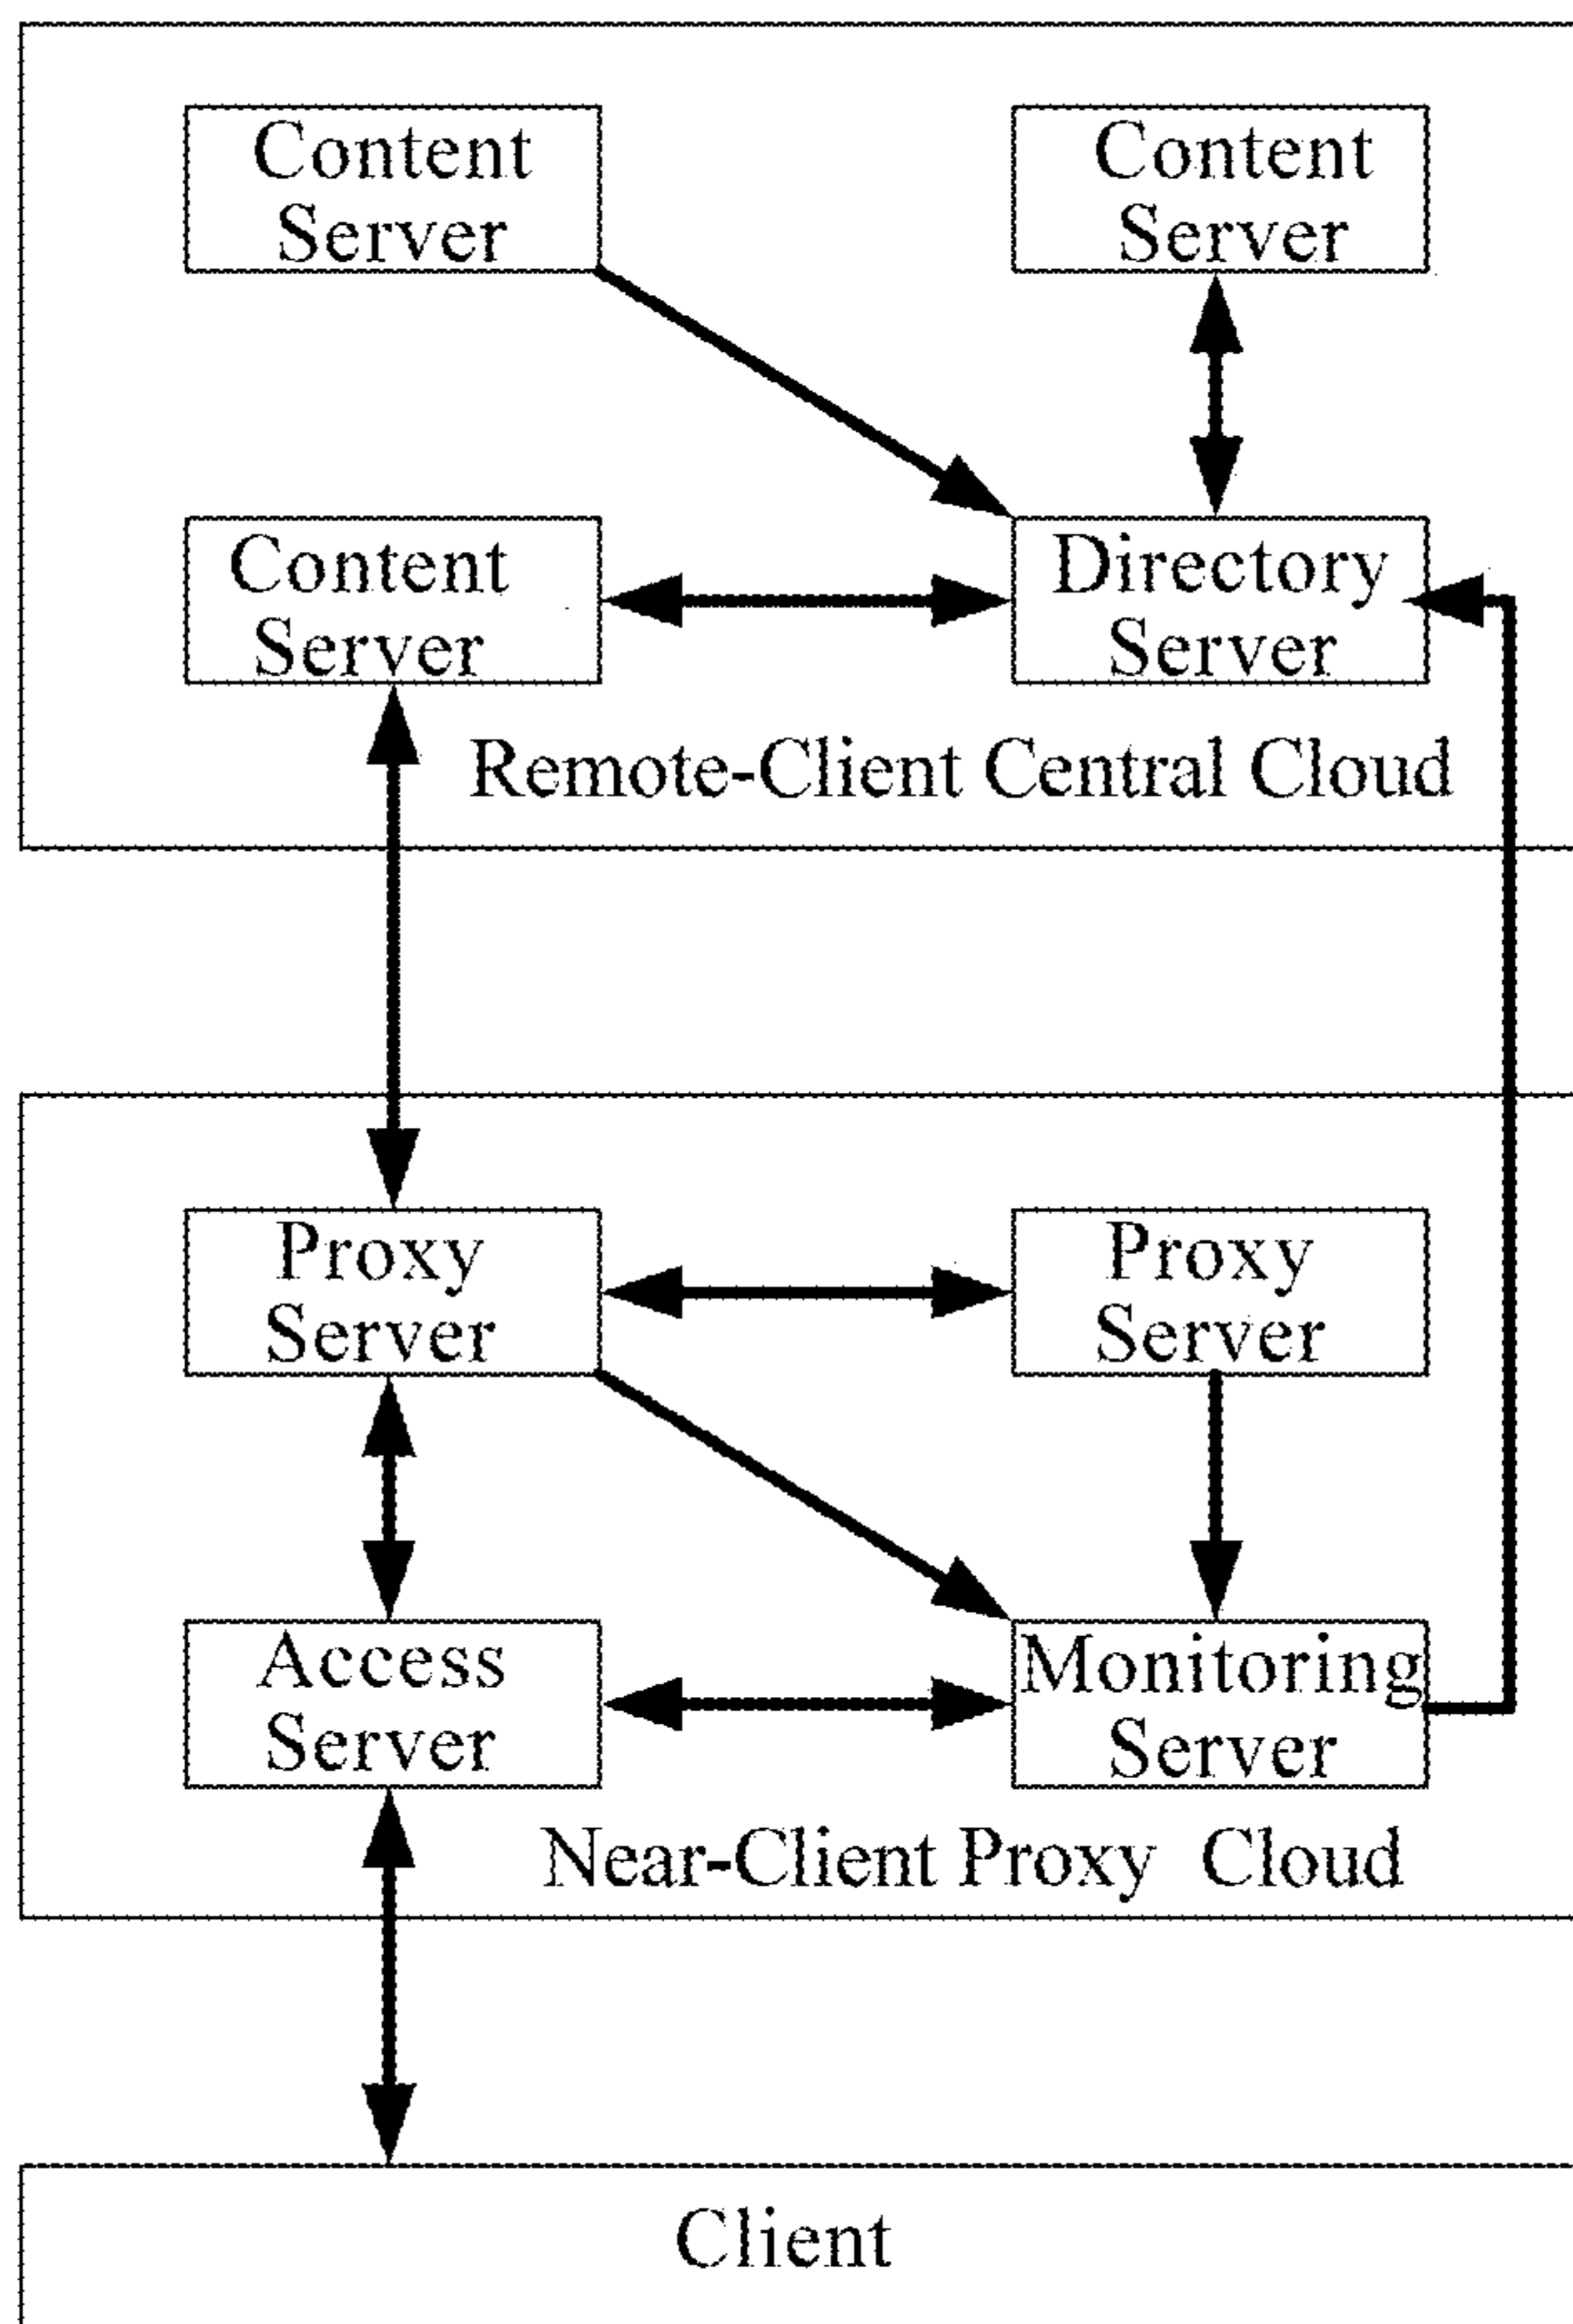 Content
Server
Content
Server
Content
Server
Directory
Server
Remote-Client Central Cloud
Proxy
Server
Proxy
Server
Access
Server
Monitoring
Server
Near-Client Proxy Cloud
Client